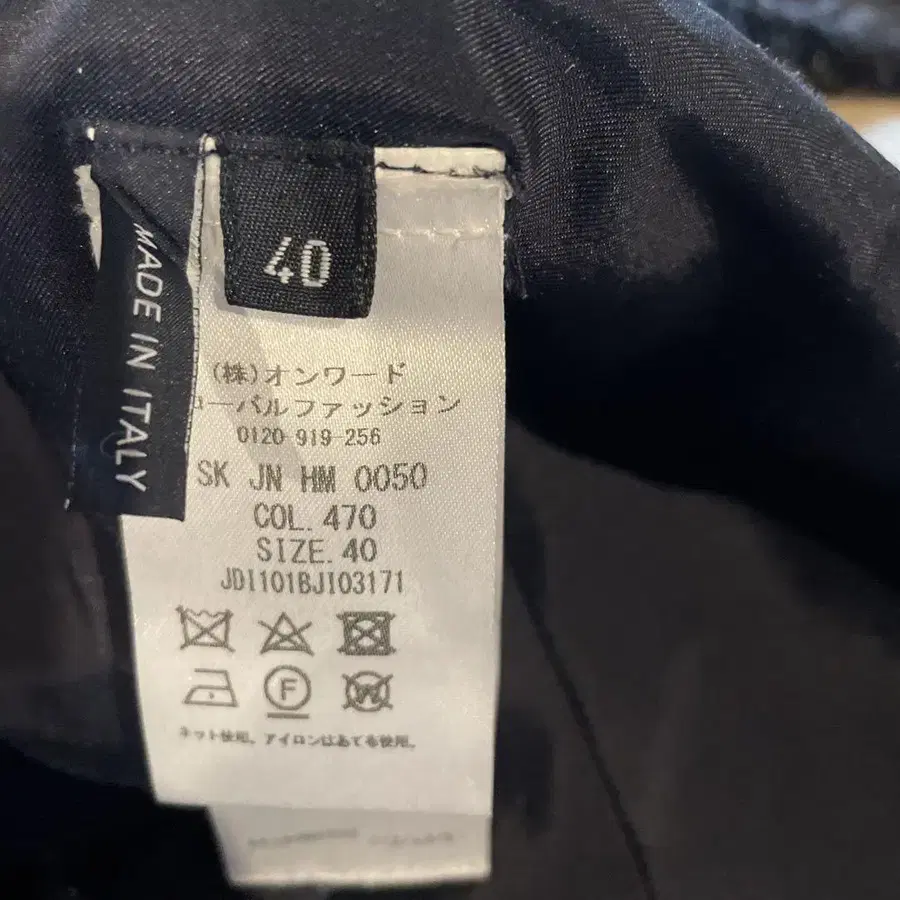 MADE IN ITALY
40
(株)オンワード
ローバルファッション
0120-919-256
SK JN HM 0050
COL. 470
SIZE. 40
JDI101BJI03171
F
W
ネット使用。アイロンはあて布使用。